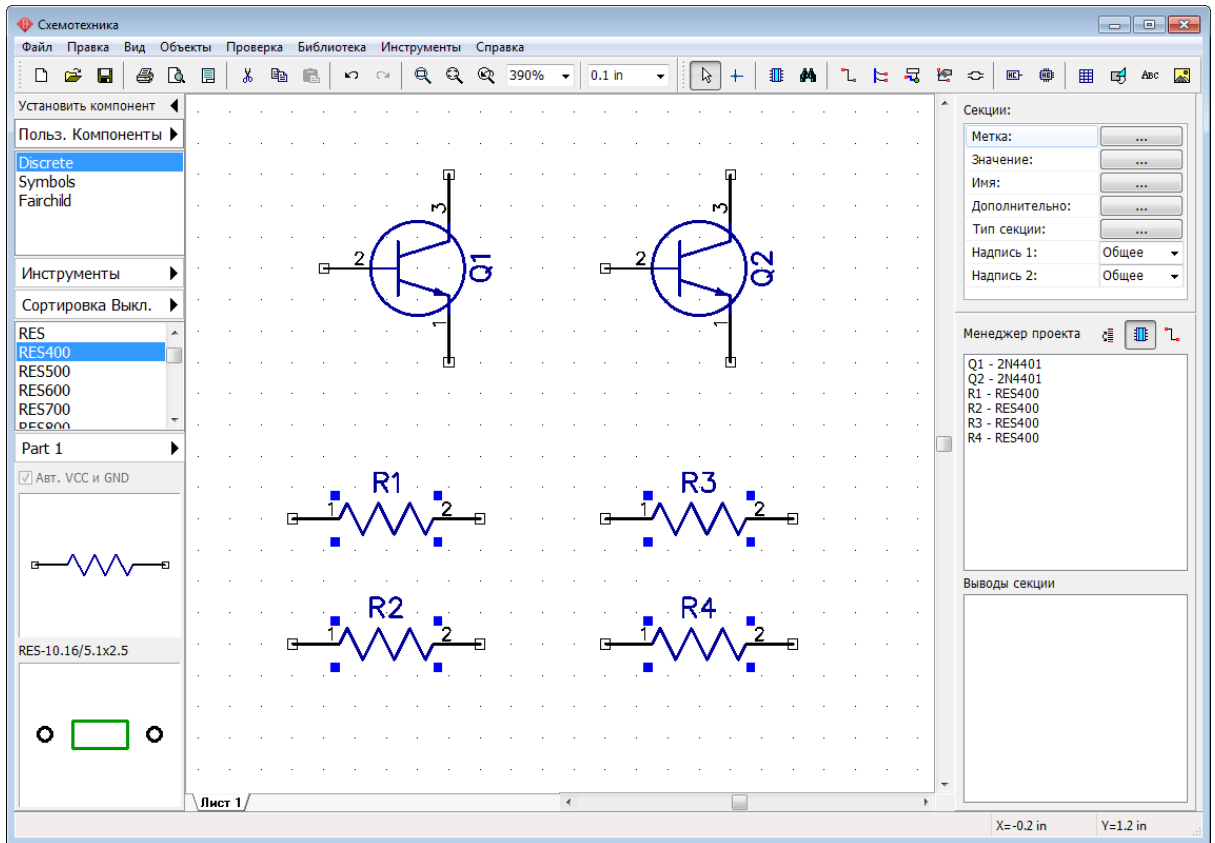 Схемотехника
Файл Правка Вид Объекты Проверка Библиотека Инструменты Справка
390% 0.1 in ABC
Установить компонент
Польз. Компоненты
Discrete
Symbols
Fairchild
Инструменты
Сортировка Выкл.
RES
RES400
RES500
RES600
RES700
RES800
Part 1
Авт. VCC и GND
RES-10.16/5.1x2.5
3
2
1
Q1
3
2
1
Q2
R1
1 2
R3
1 2
R2
1 2
R4
1 2
Лист 1
Секции:
Метка: ...
Значение: ...
Имя: ...
Дополнительно: ...
Тип секции: ...
Надпись 1: Общее
Надпись 2: Общее
Менеджер проекта
Q1 - 2N4401
Q2 - 2N4401
R1 - RES400
R2 - RES400
R3 - RES400
R4 - RES400
Выводы секции
X=-0.2 in Y=1.2 in